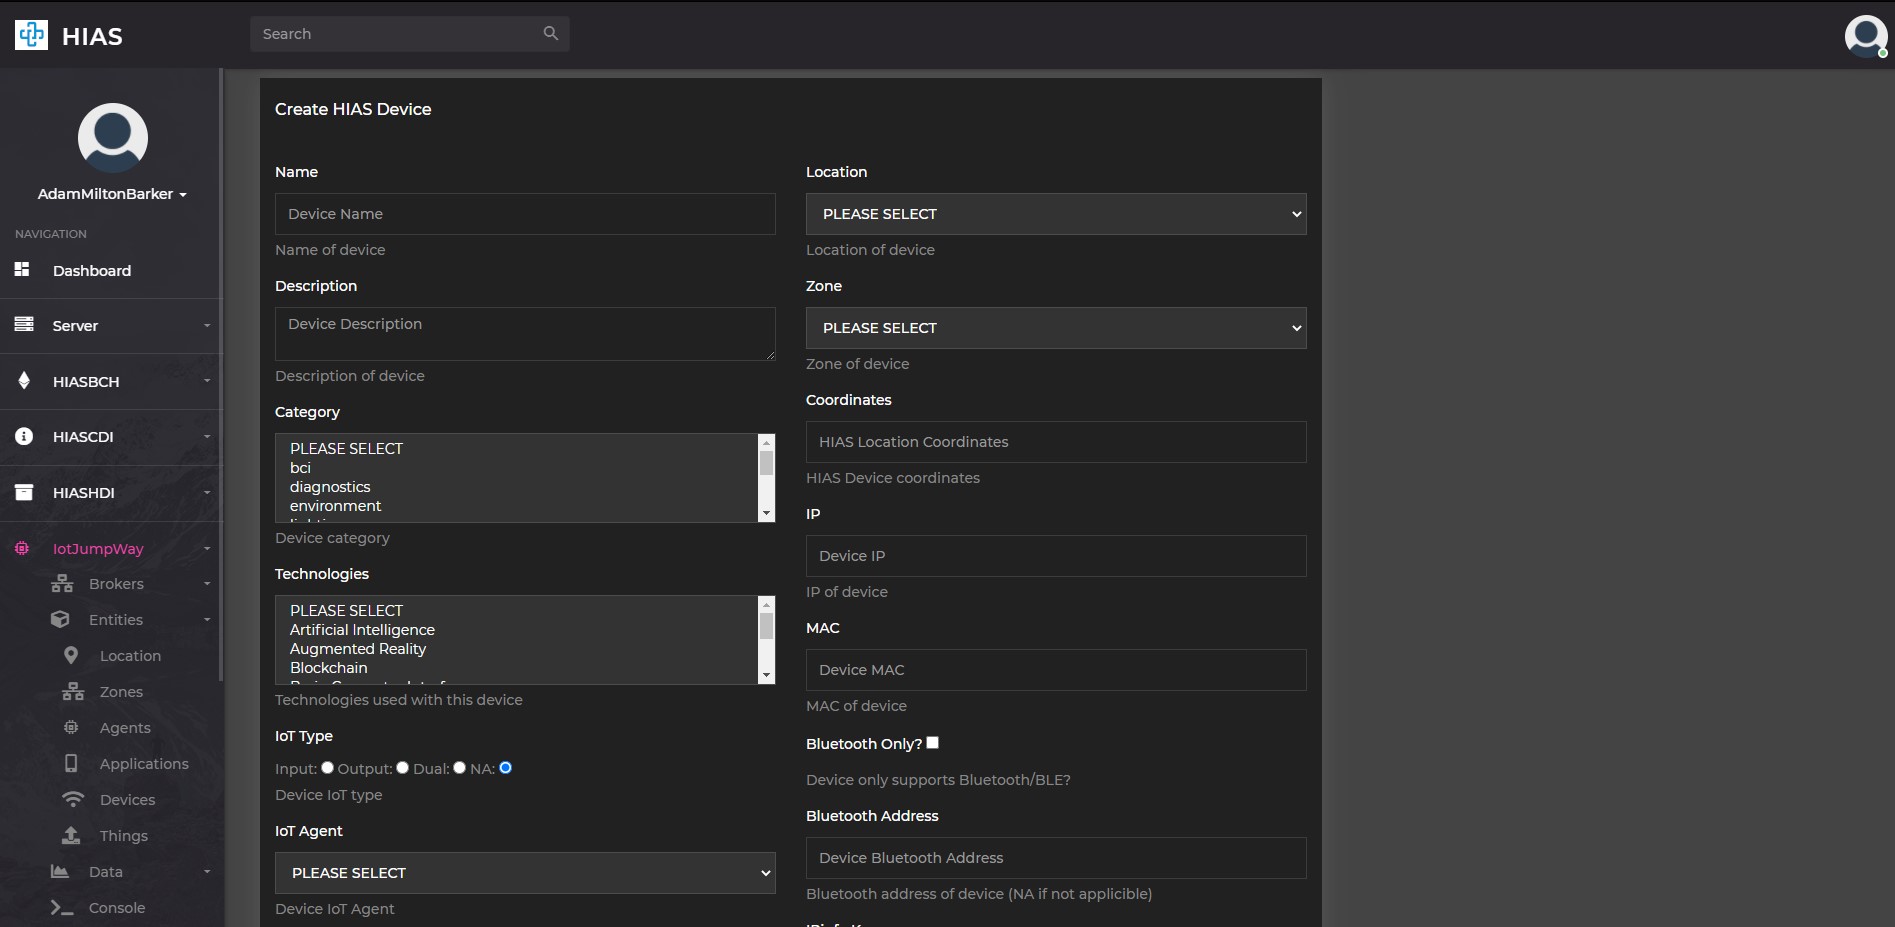 HIAS
Search
AdamMiltonBarker
NAVIGATION
Dashboard
Server
HIASBCH
HIASCDI
HIASHDI
IotJumpWay
Brokers
Entities
Location
Zones
Agents
Applications
Devices
Things
Data
Console
Create HIAS Device
Name
Device Name
Name of device
Description
Device Description
Description of device
Category
PLEASE SELECT
bci
diagnostics
environment
Device category
Technologies
PLEASE SELECT
Artificial Intelligence
Augmented Reality
Blockchain
Technologies used with this device
IoT Type
Input: Output: Dual: NA:
Device IoT type
IoT Agent
PLEASE SELECT
Device IoT Agent
Location
PLEASE SELECT
Location of device
Zone
PLEASE SELECT
Zone of device
Coordinates
HIAS Location Coordinates
HIAS Device coordinates
IP
Device IP
IP of device
MAC
Device MAC
MAC of device
Bluetooth Only?
Device only supports Bluetooth/BLE?
Bluetooth Address
Device Bluetooth Address
Bluetooth address of device (NA if not applicible)